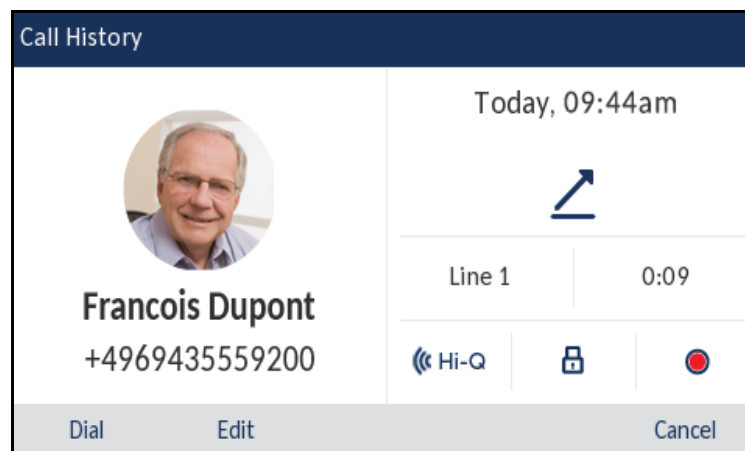 Call History
Francois Dupont
+4969435559200
Today, 09:44am
Line 1
0:09
Hi-Q
Dial
Edit
Cancel